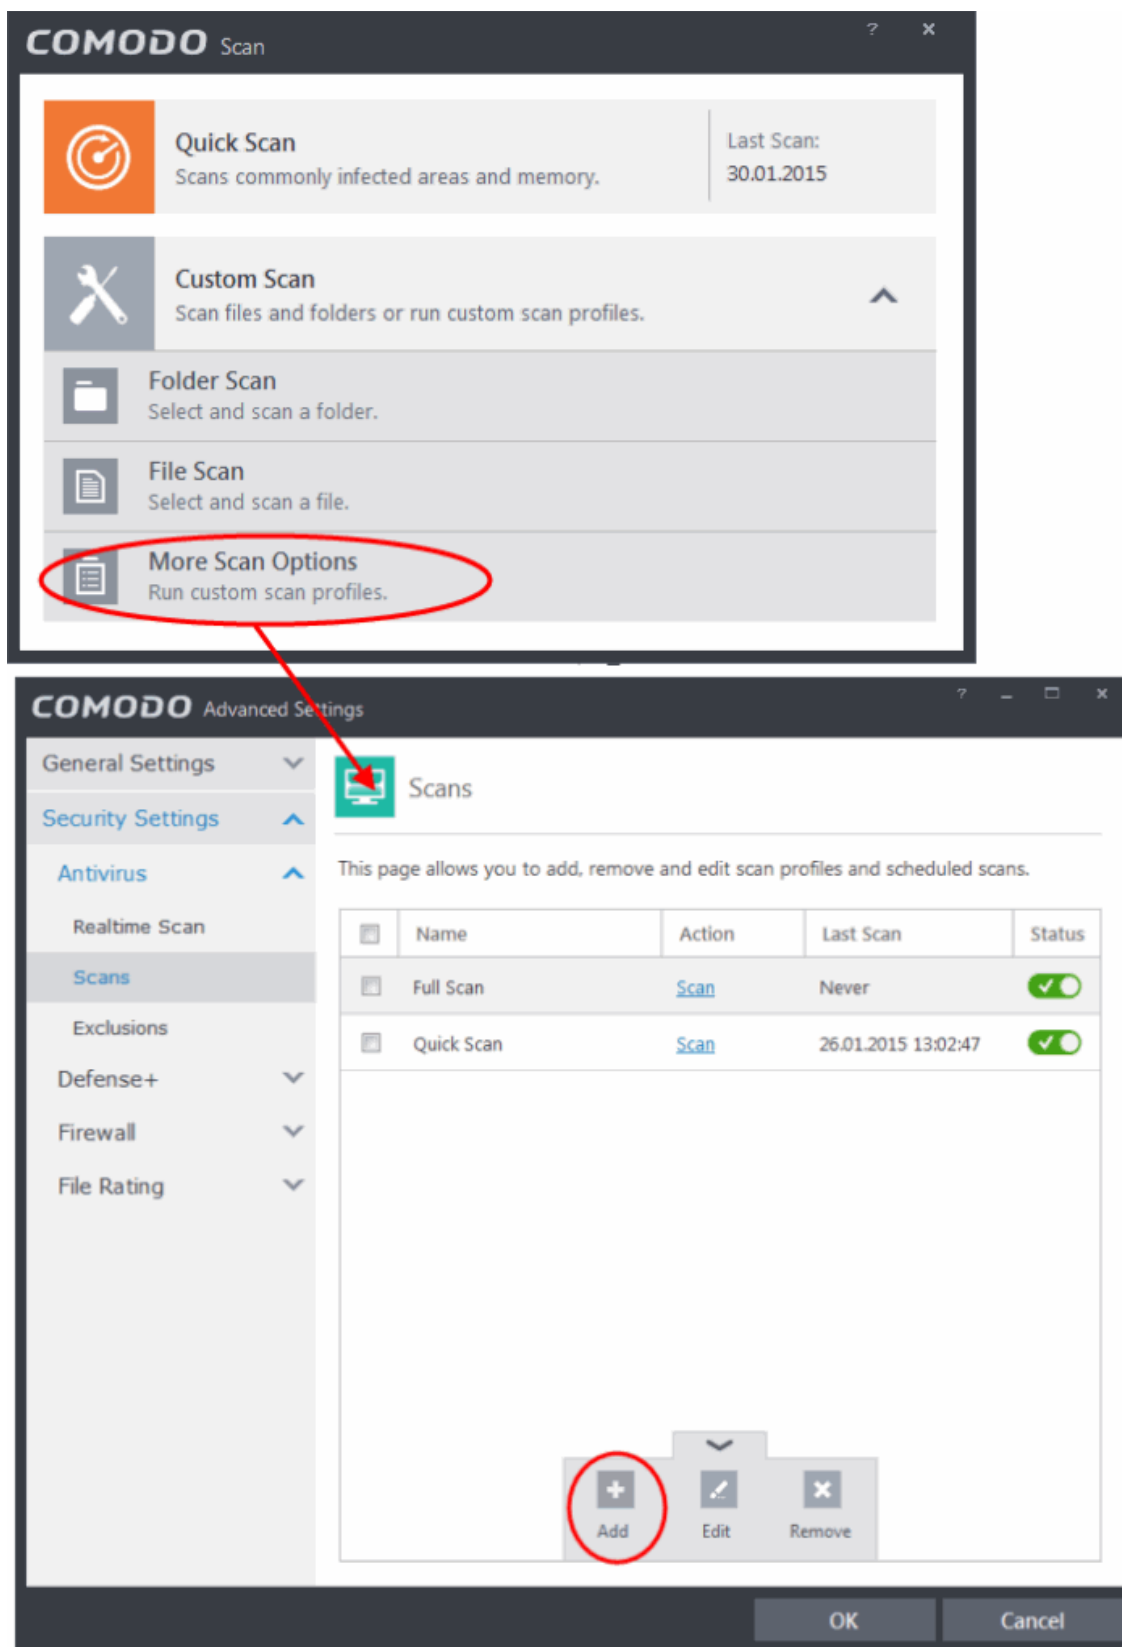 COMODO Scan
?
Quick Scan
Scans commonly infected areas and memory.
Last Scan:
30.01.2015
Custom Scan
Scan files and folders or run custom scan profiles.
Folder Scan
Select and scan a folder.
File Scan
Select and scan a file.
More Scan Options
Run custom scan profiles.
COMODO Advanced Settings
?
General Settings
Security Settings
Antivirus
Realtime Scan
Scans
Exclusions
Defense+
Firewall
File Rating
Scans
This page allows you to add, remove and edit scan profiles and scheduled scans.
Name Action Last Scan Status
Full Scan Scan Never
Quick Scan Scan 26.01.2015 13:02:47
Add Edit Remove
OK Cancel